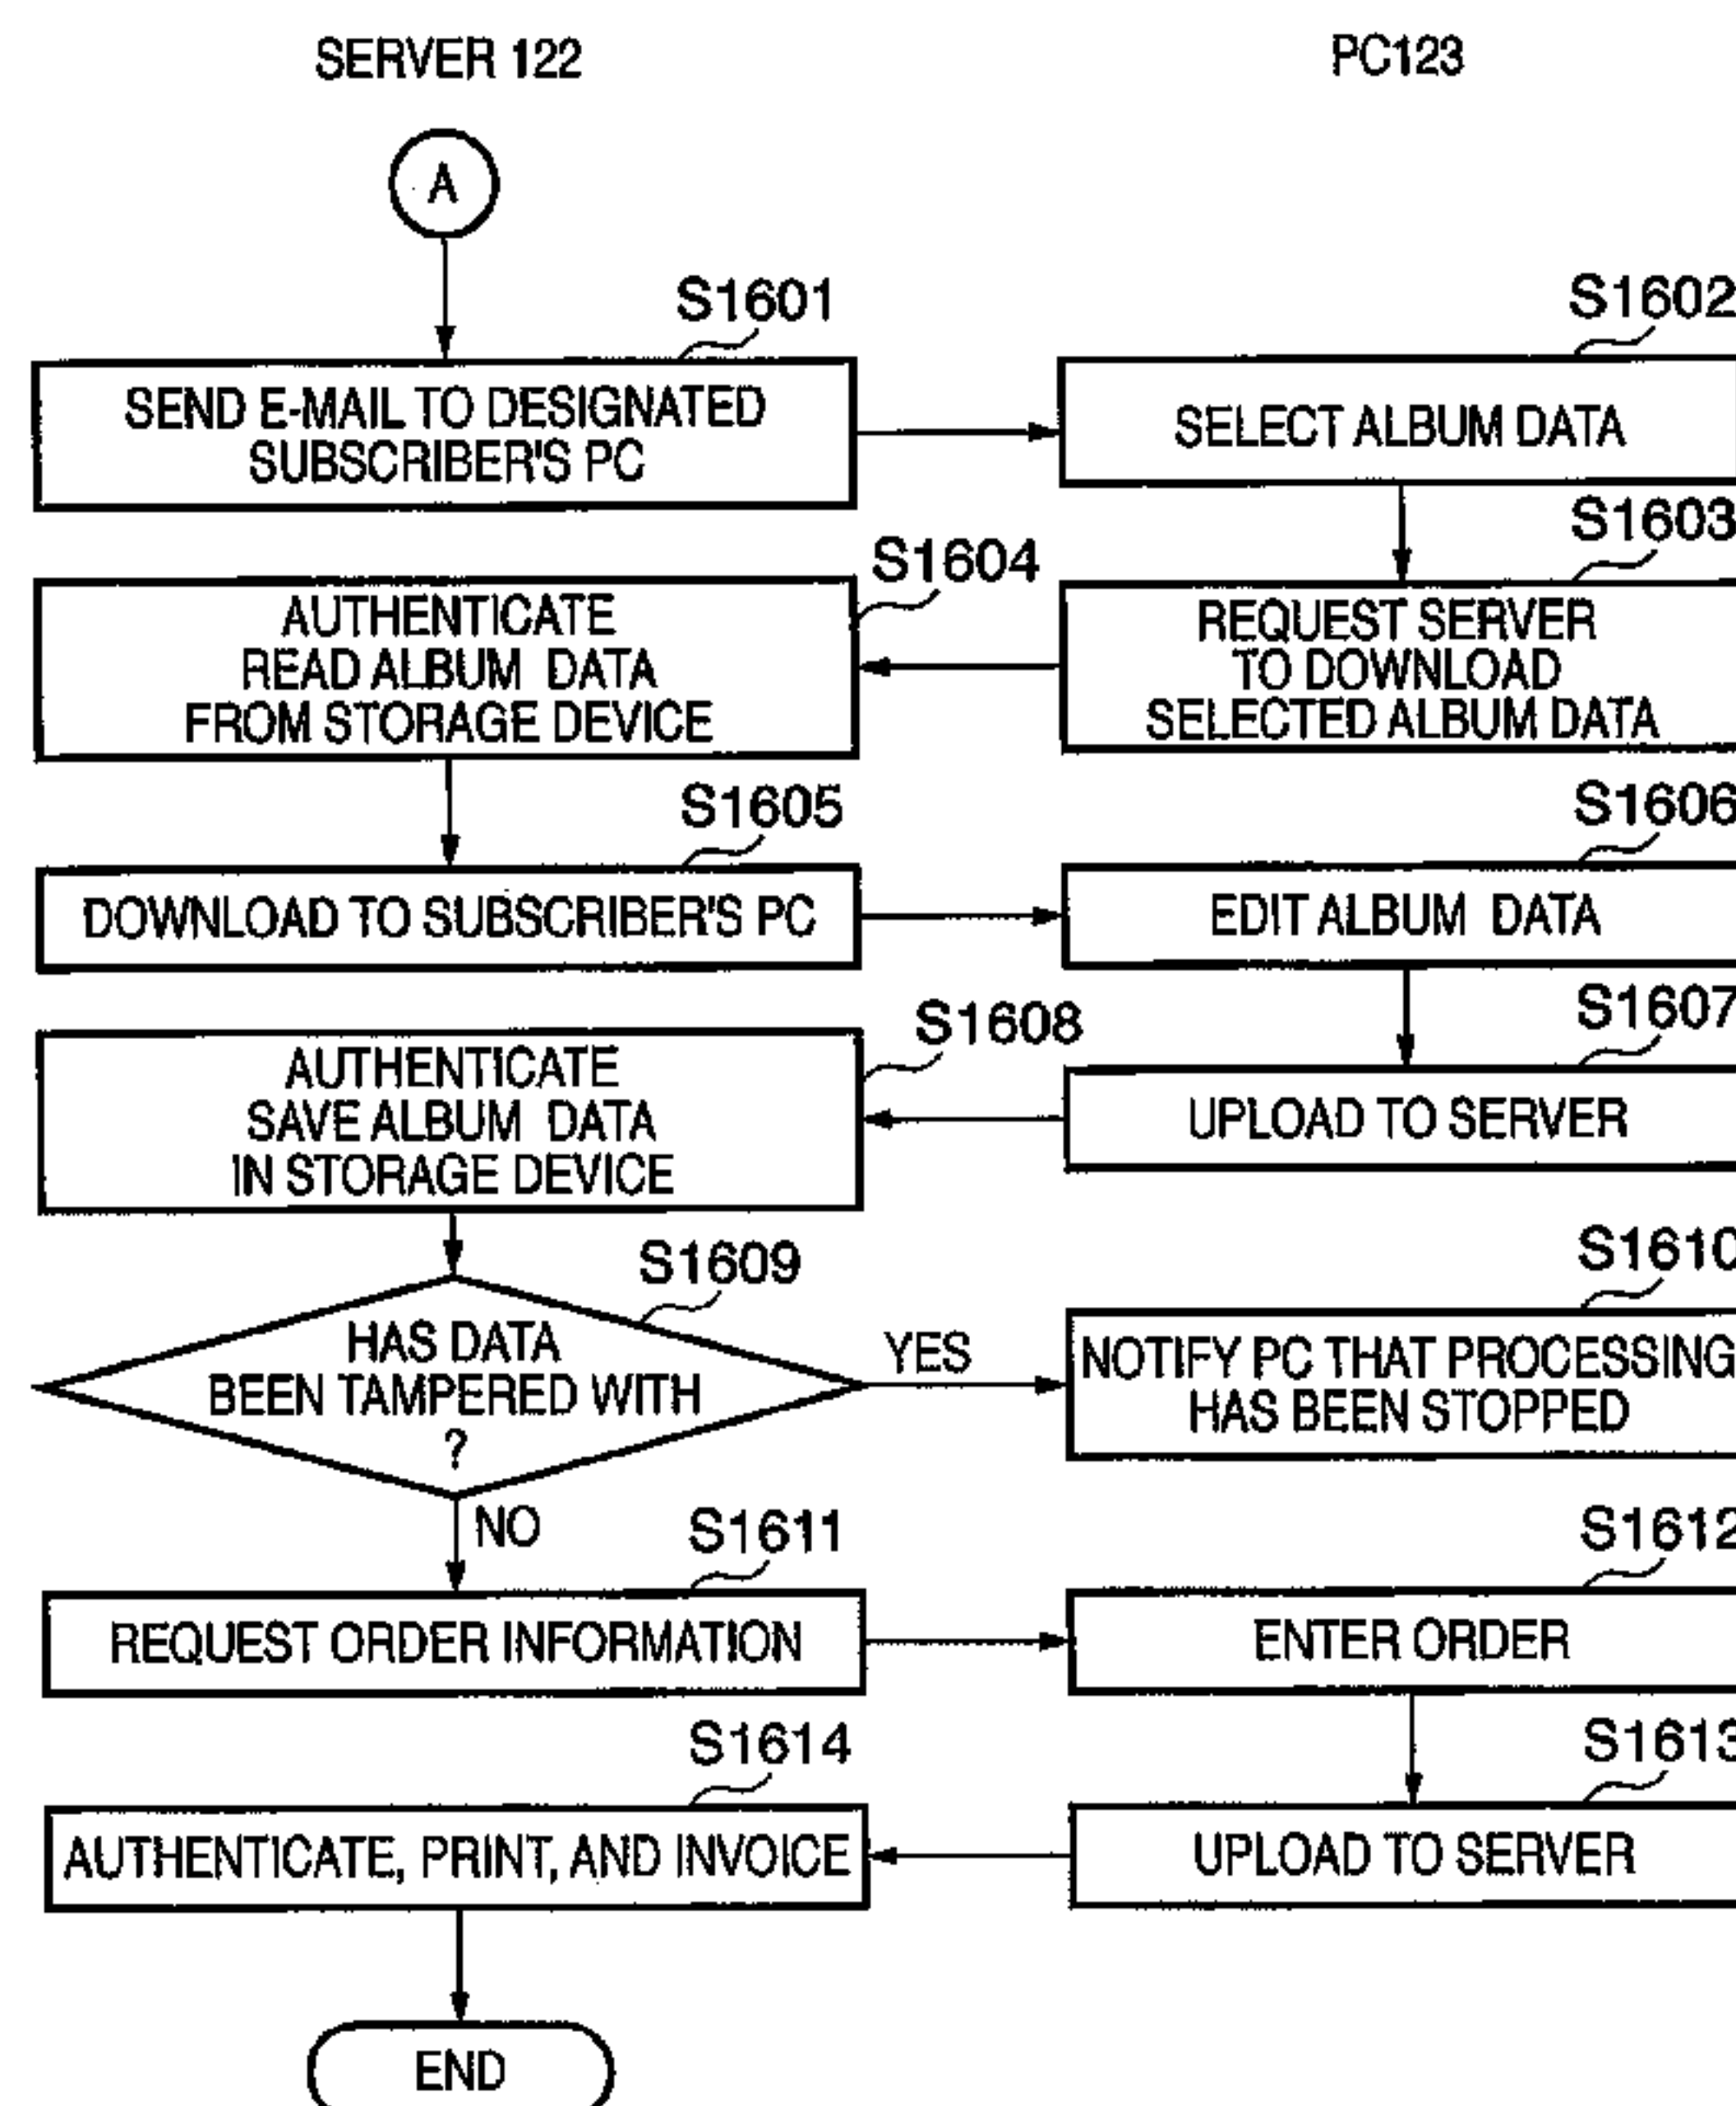 SERVER 122
PC123
A
S1601
S1602
SEND E-MAIL TO DESIGNATED
SUBSCRIBER'S PC
SELECT ALBUM DATA
S1603
S1604
AUTHENTICATE
READ ALBUM DATA
FROM STORAGE DEVICE
REQUEST SERVER
TO DOWNLOAD
SELECTED ALBUM DATA
S1605
S1606
DOWNLOAD TO SUBSCRIBER'S PC
EDIT ALBUM DATA
S1607
S1608
AUTHENTICATE
SAVE ALBUM DATA
IN STORAGE DEVICE
UPLOAD TO SERVER
S1609
S1610
HAS DATA
BEEN TAMPERED WITH
?
YES
NOTIFY PC THAT PROCESSING
HAS BEEN STOPPED
NO
S1611
S1612
REQUEST ORDER INFORMATION
ENTER ORDER
S1613
S1614
AUTHENTICATE, PRINT, AND INVOICE
UPLOAD TO SERVER
END